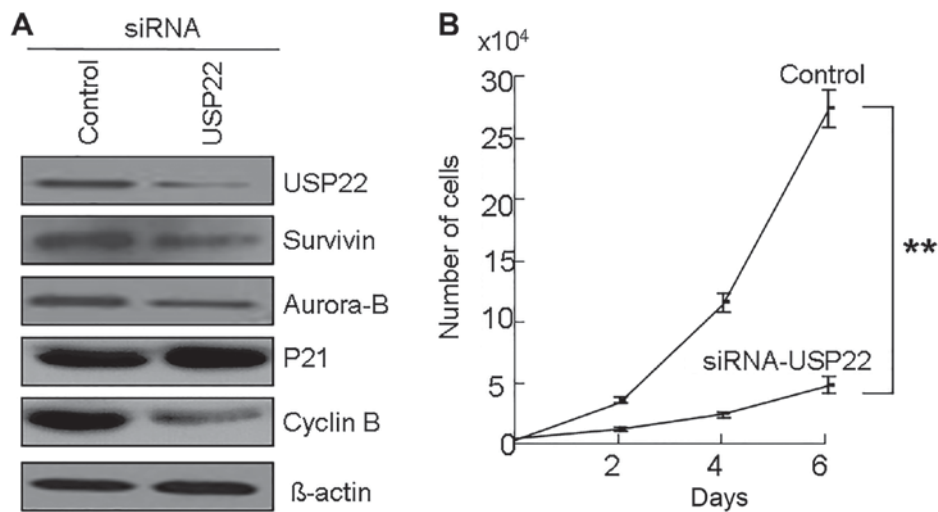 A
siRNA
Control
USP22
USP22
Survivin
Aurora-B
P21
Cyclin B
ß-actin
B
x10⁴
30
25
20
15
10
5
0
2
4
6
Number of cells
Days
Control
siRNA-USP22
**